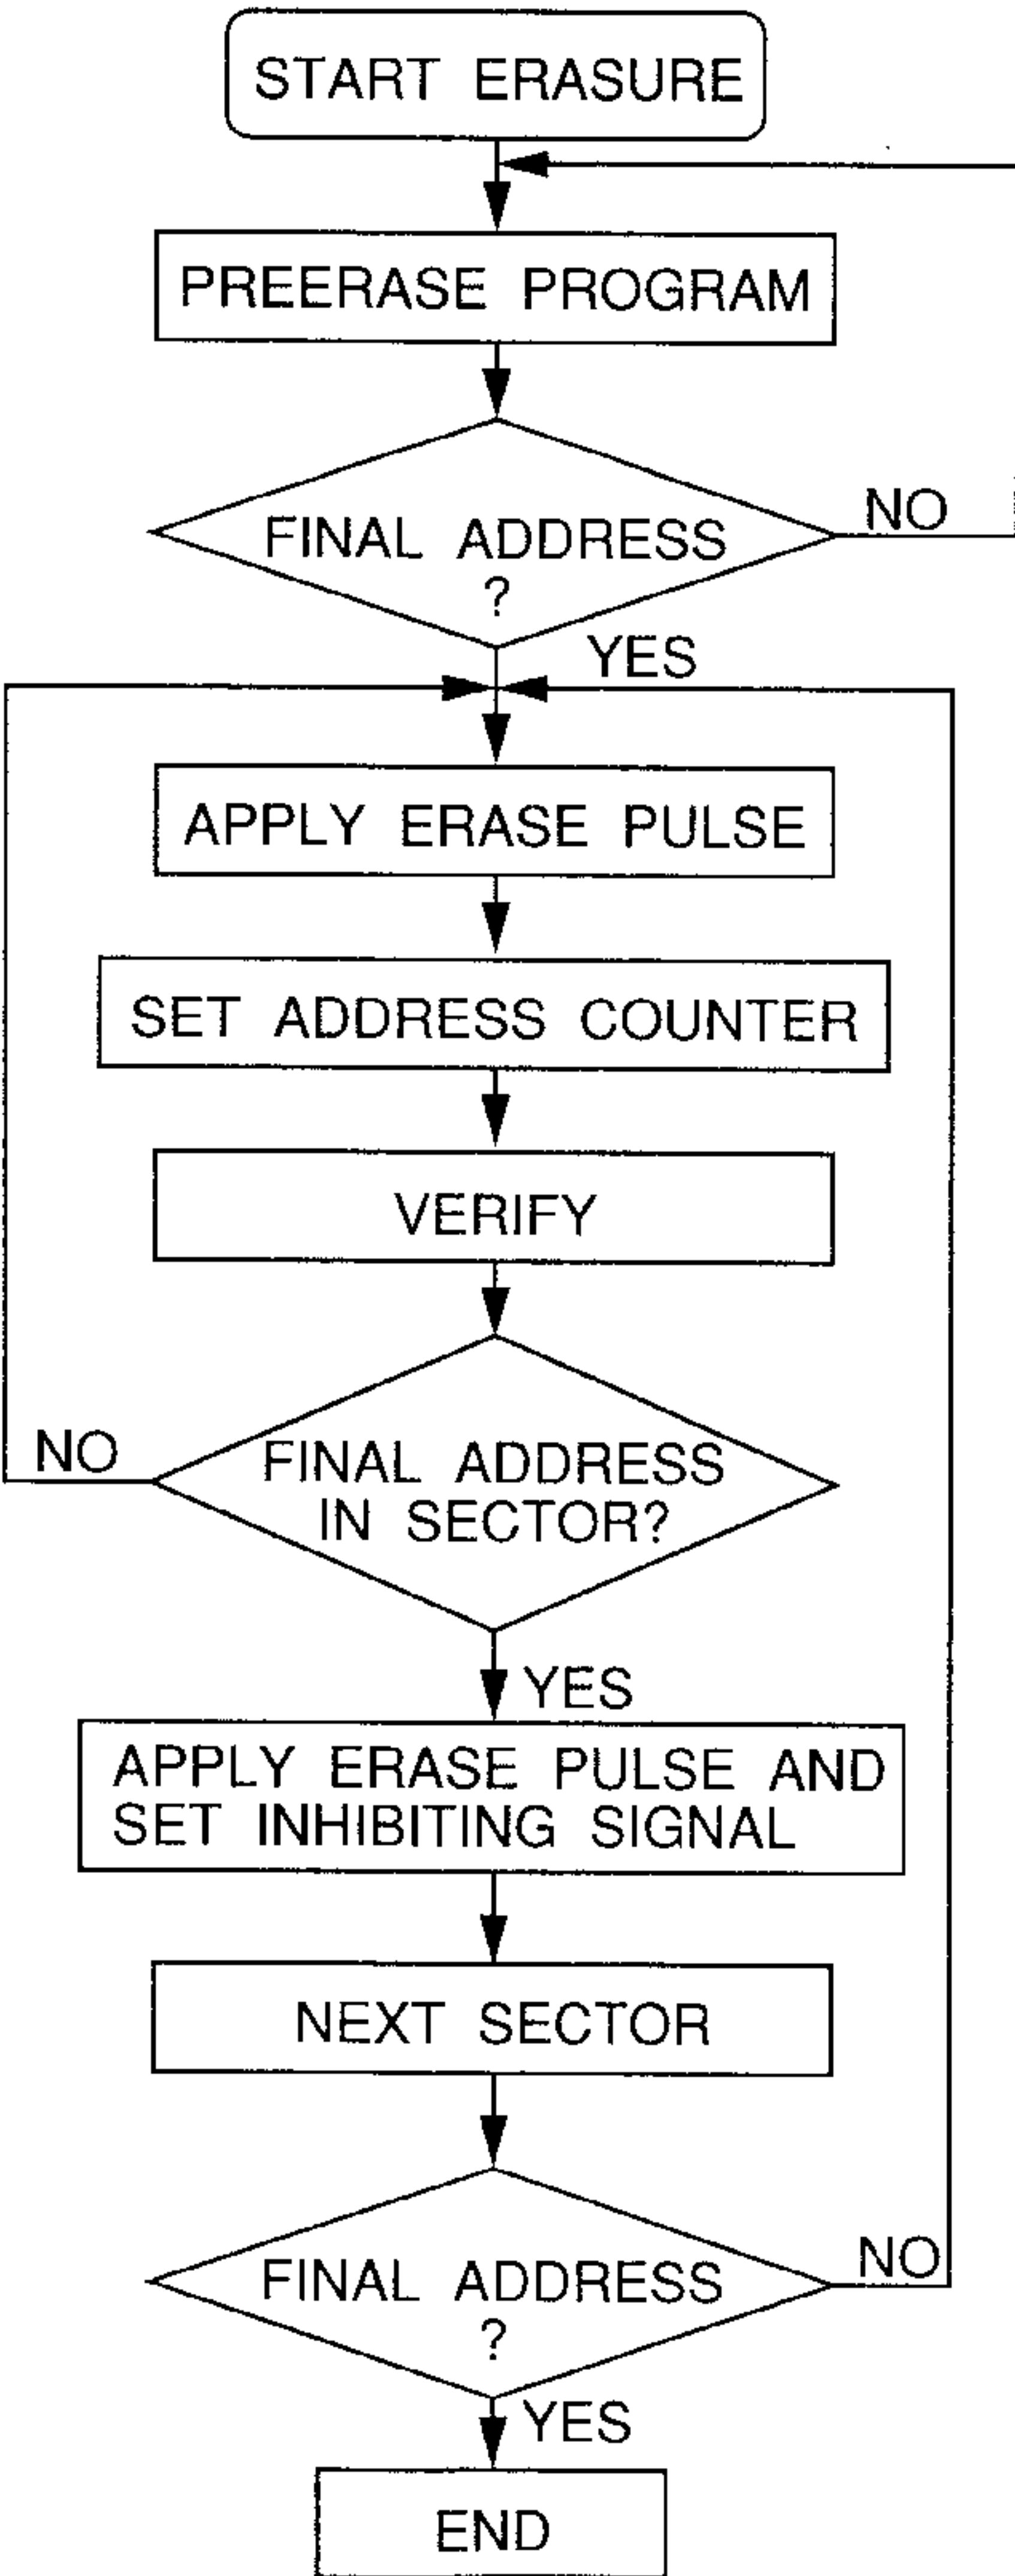 START ERASURE
PREERASE PROGRAM
FINAL ADDRESS
?
NO
YES
APPLY ERASE PULSE
SET ADDRESS COUNTER
VERIFY
FINAL ADDRESS
IN SECTOR?
NO
YES
APPLY ERASE PULSE AND
SET INHIBITING SIGNAL
NEXT SECTOR
FINAL ADDRESS
?
NO
YES
END